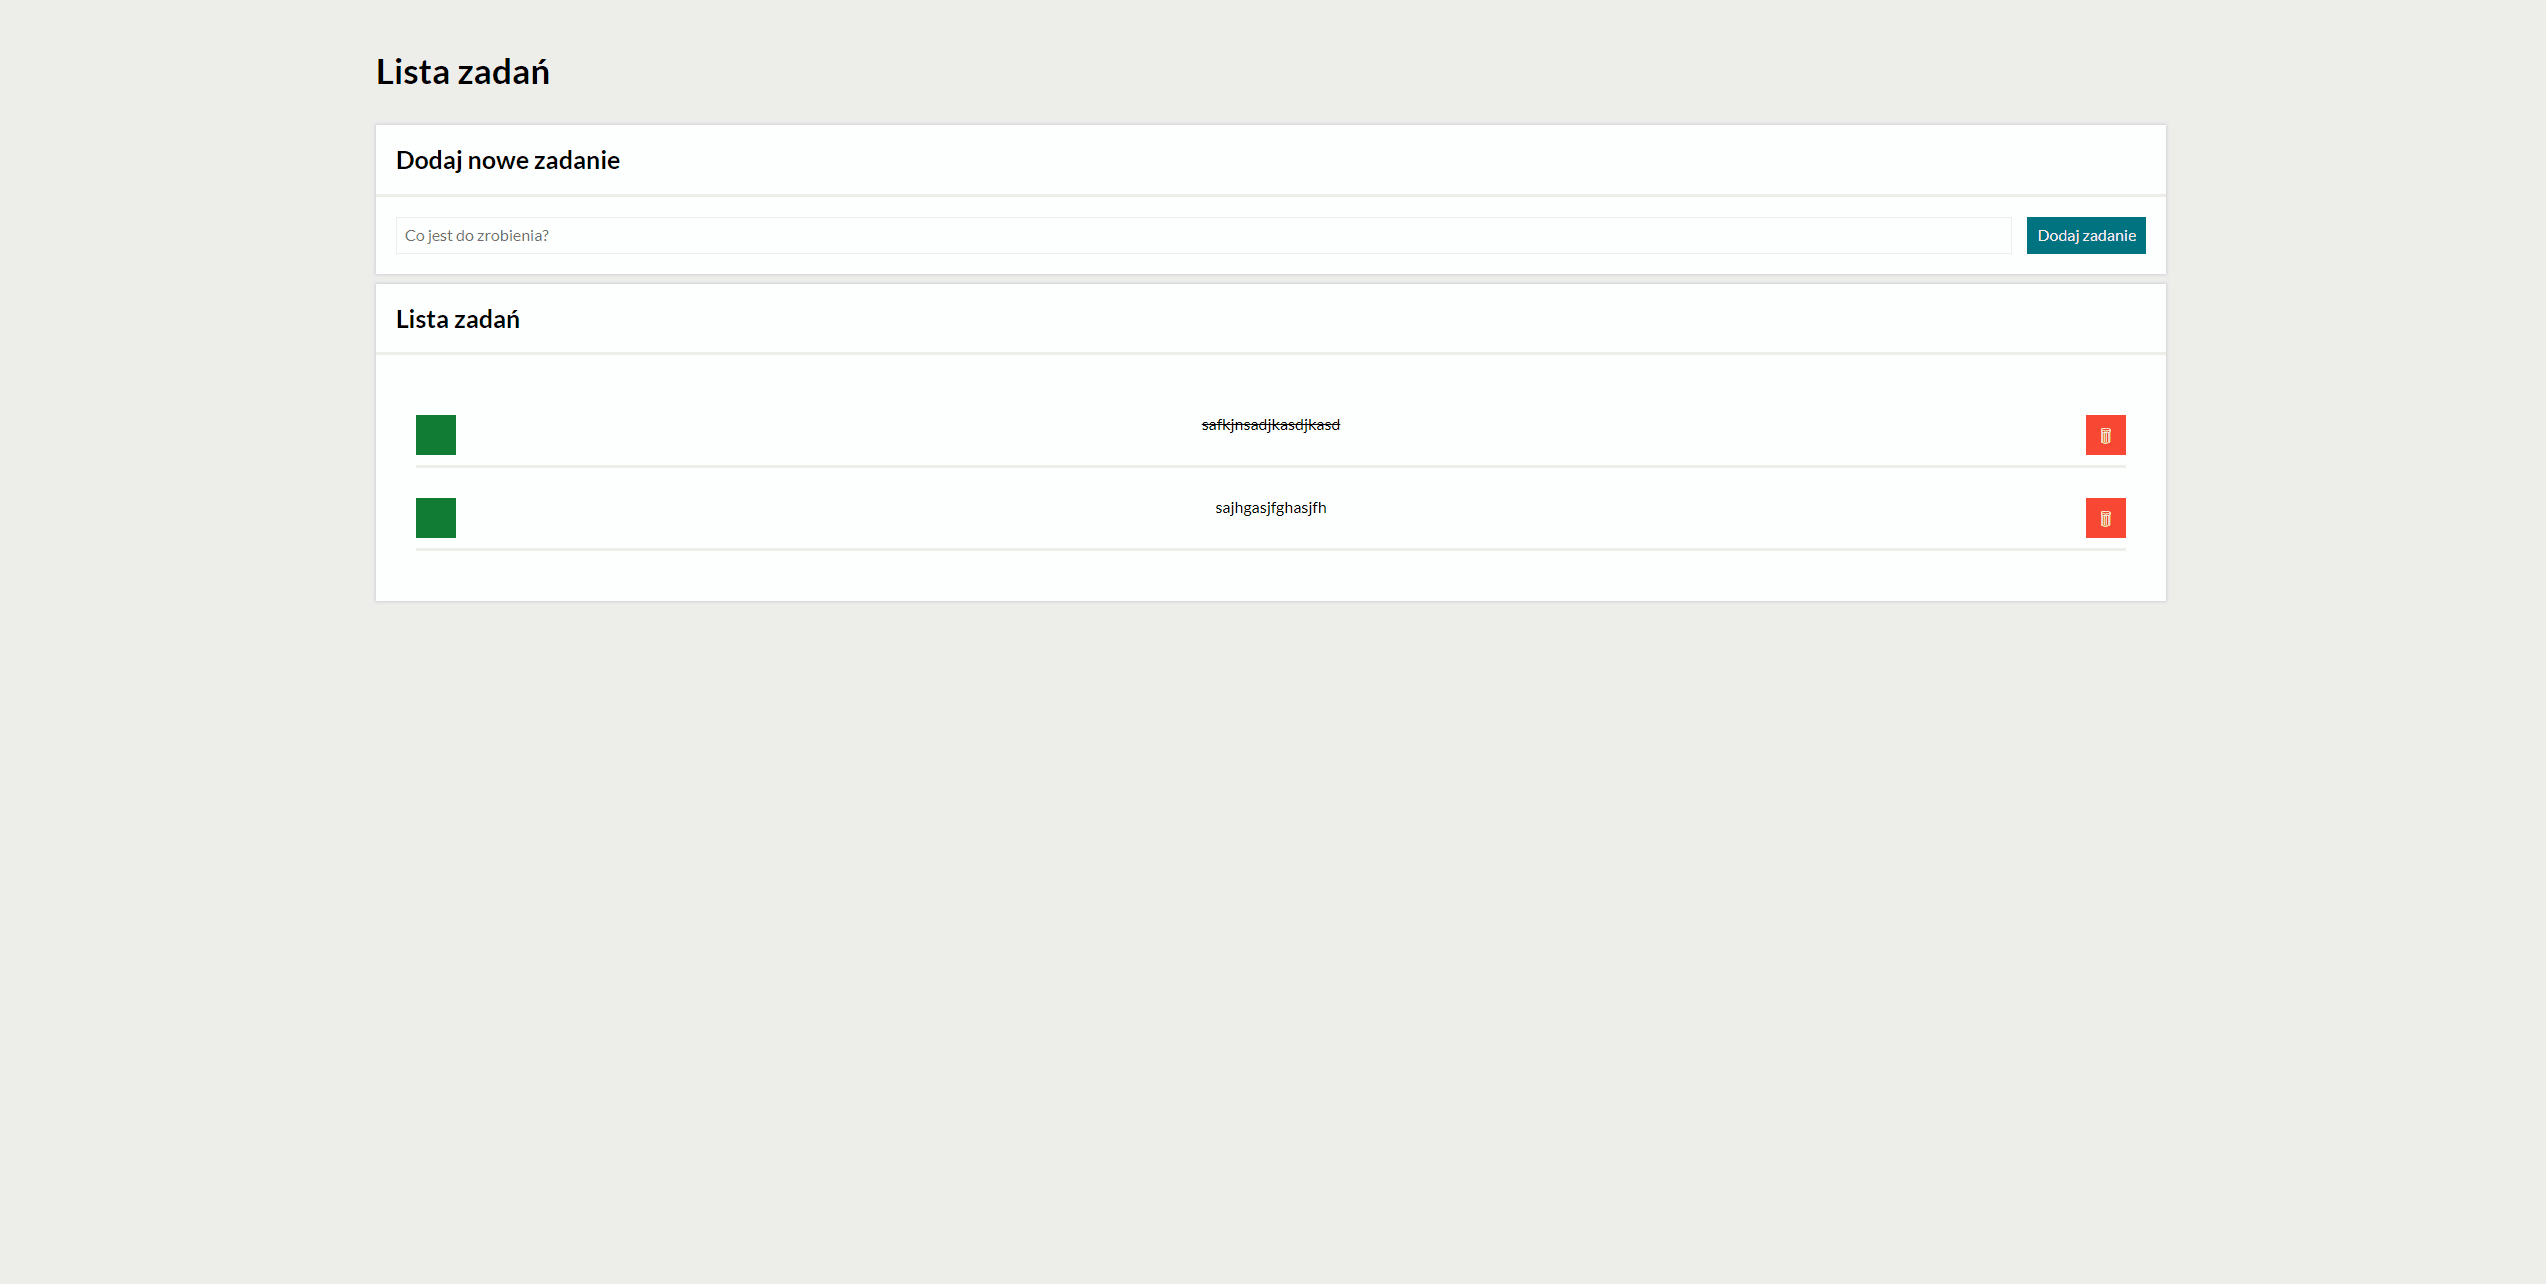 Lista zadań
Dodaj nowe zadanie
Co jest do zrobienia?
Dodaj zadanie
Lista zadań
safkjnsadjkasdjkasd
sajhgasjfghasjfh